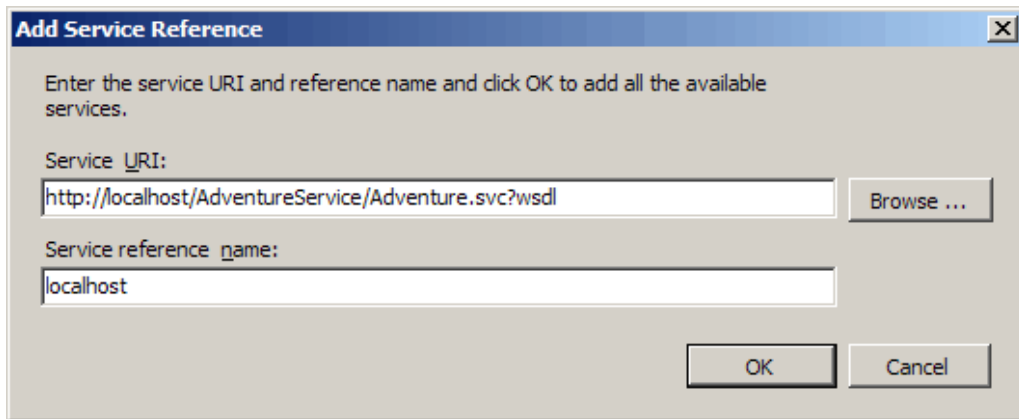 Add Service Reference
Enter the service URI and reference name and click OK to add all the available
services.
Service URI:
http://localhost/AdventureService/Adventure.svc?wsdl
Browse ...
Service reference name:
localhost
OK
Cancel